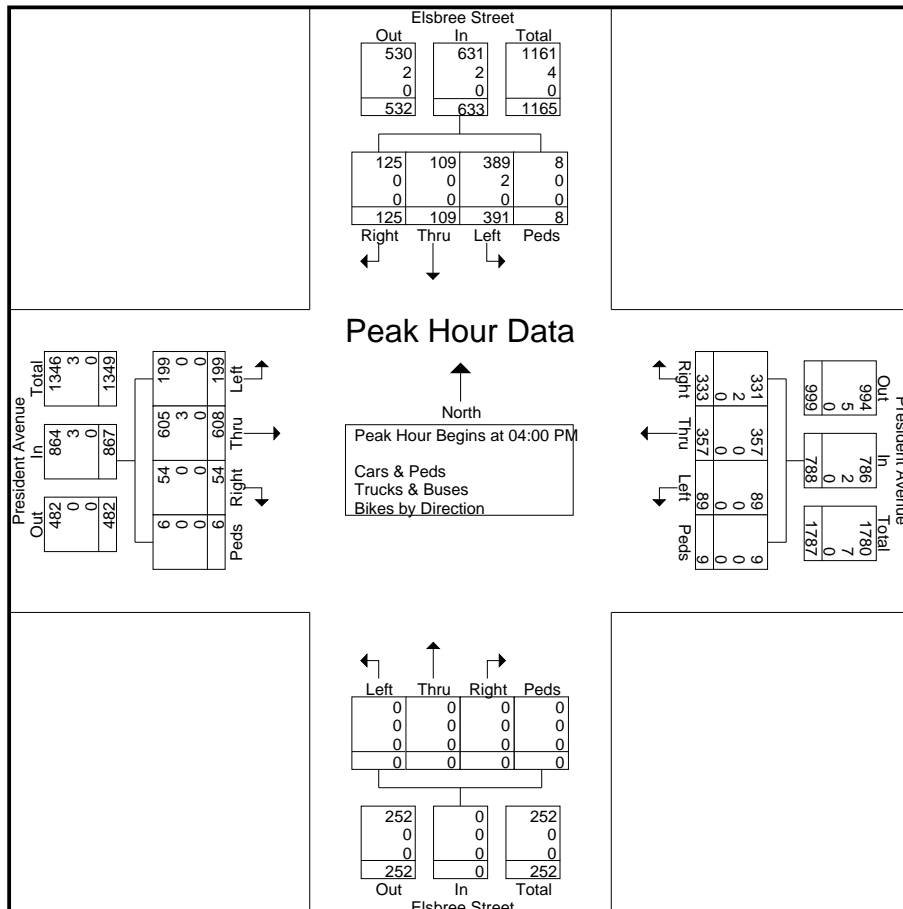 Elsbree Street
Out In Total
530 631 1161
2 2 4
0 0 0
532 633 1165
125 109 389 8
0 0 2 0
0 0 0 0
125 109 391 8
Right Thru Left Peds
President Avenue
Total
1346
3
0
1349
In
864
3
0
867
Out
482
0
0
482
Left
199
0
0
199
Thru
605
3
0
608
Right
54
0
0
54
Peds
6
0
0
6
Peak Hour Data
North
Peak Hour Begins at 04:00 PM
Cars & Peds
Trucks & Buses
Bikes by Direction
Right
331
2
0
333
Thru
357
0
0
357
Left
89
0
0
89
Peds
9
0
0
9
President Avenue
Out
994
5
0
999
In
786
2
0
788
Total
1780
7
0
1787
Left Thru Right Peds
0 0 0 0
0 0 0 0
0 0 0 0
0 0 0 0
252 0 252
0 0 0
0 0 0
252 0 252
Out In Total
Elsbree Street